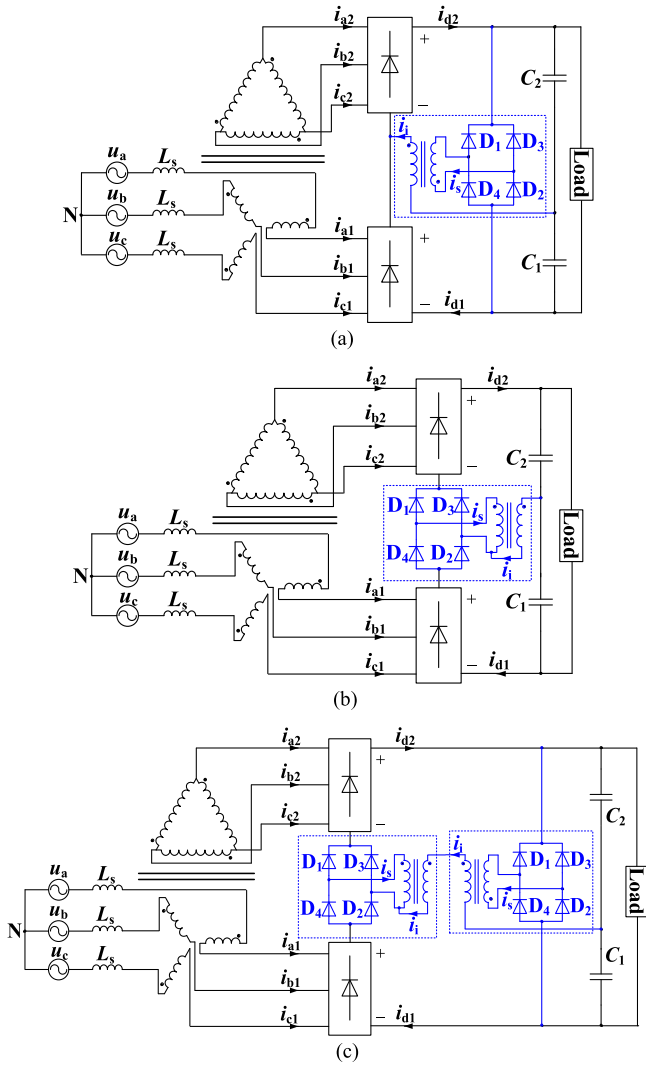 ia2 id2
+
ib2
C2
ic2
−
ii D1 D3
ua Ls
is D4 D2
Load
N ub Ls
uc Ls
ia1 +
C1
ib1
−
ic1 id1
(a)
ia2 id2
+
ib2
C2
ic2
−
D1 D3 is
ua Ls
D4 D2 ii
Load
N ub Ls
uc Ls
ia1 +
C1
ib1
−
ic1 id1
(b)
ia2 id2
+
ib2
C2
ic2
−
D1 D3 is ii D1 D3
ua Ls
D4 D2 ii is D4 D2
Load
N ub Ls
uc Ls
ia1 +
C1
ib1
−
ic1 id1
(c)